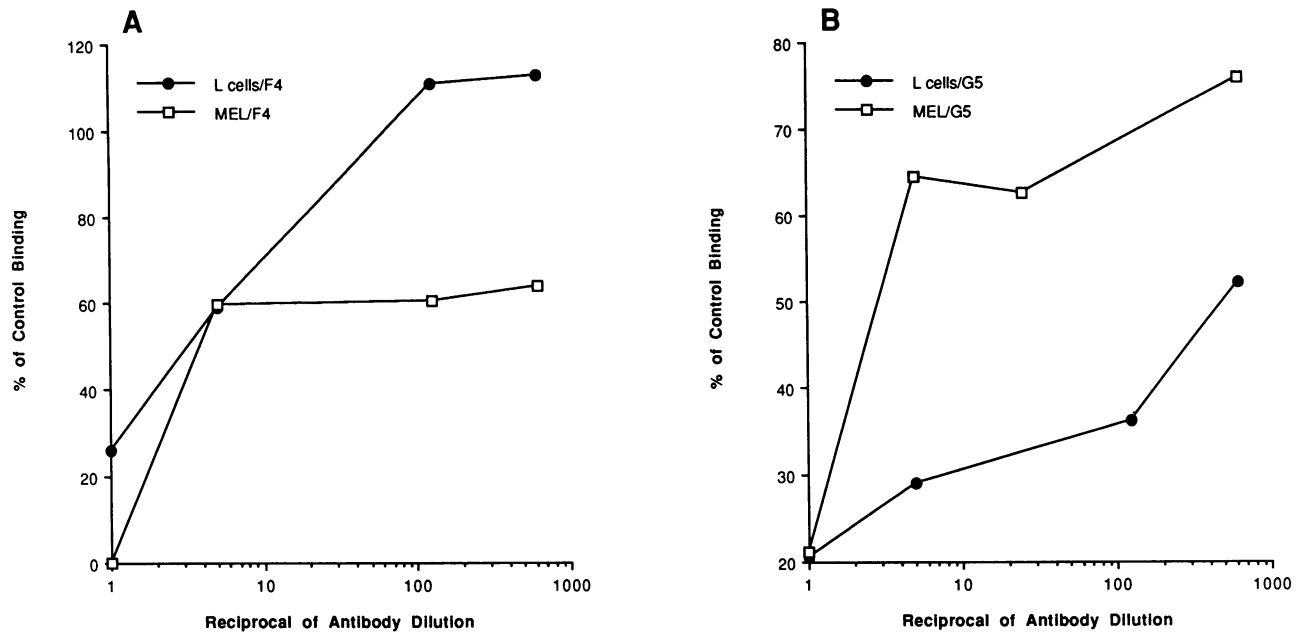 A
120
100
80
60
40
20
0
L cells/F4
MEL/F4
% of Control Binding
1
10
100
1000
Reciprocal of Antibody Dilution
B
80
70
60
50
40
30
20
L cells/G5
MEL/G5
% of Control Binding
1
10
100
1000
Reciprocal of Antibody Dilution